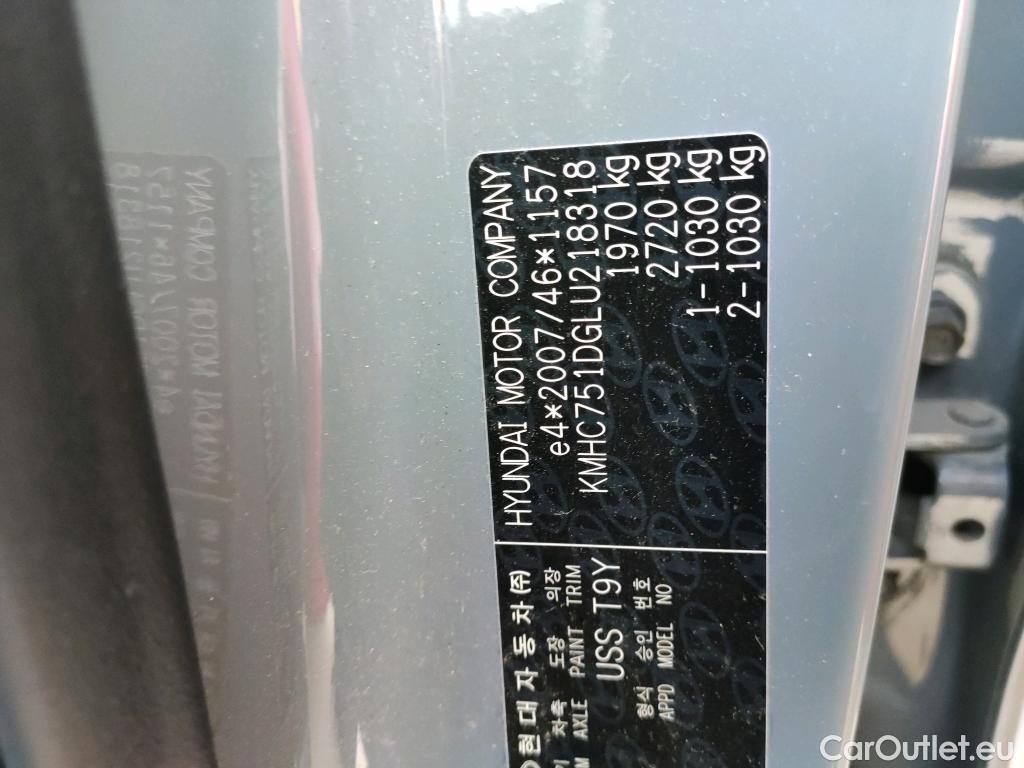 HYUNDAI MOTOR COMPANY
e4*2007/46*1157
KMHC751DGLU218318
1970 kg
2720 kg
1- 1030 kg
2- 1030 kg
현대자동차(주)
차축 도장 의장
AXLE PAINT TRIM
USS T9Y
형식 승인 번호
APPD MODEL NO
CarOutlet.eu